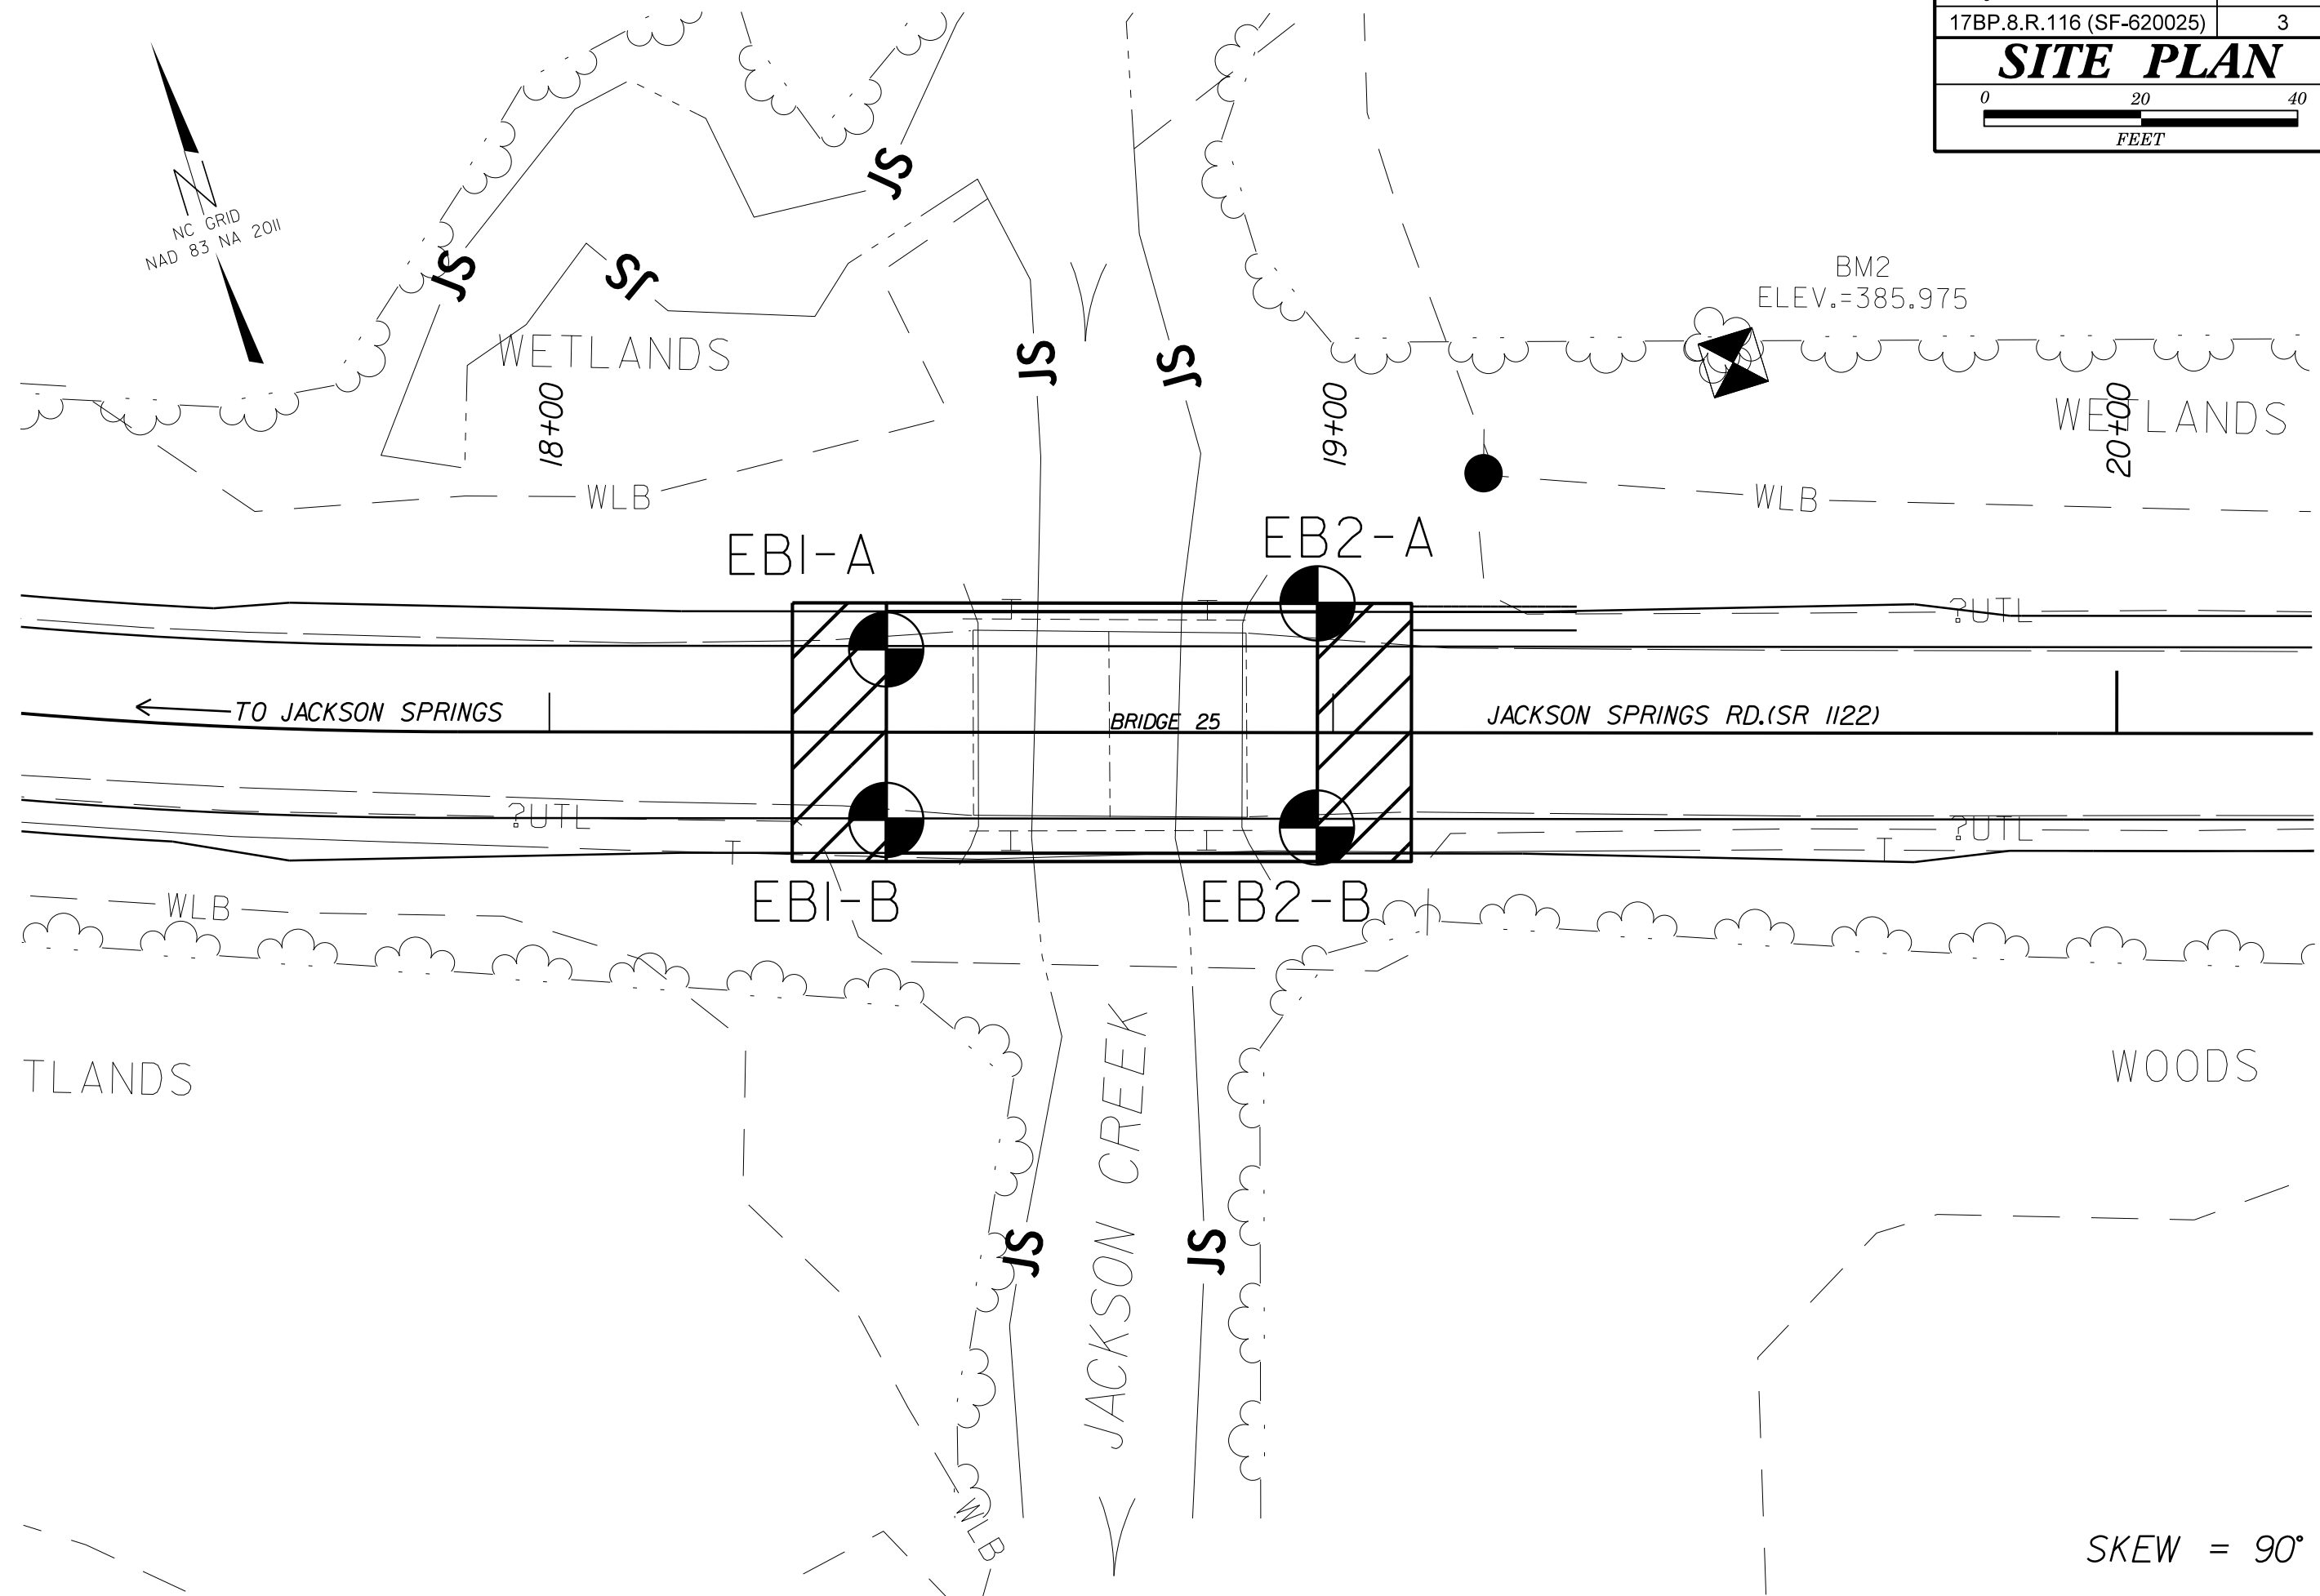 17BP.8.R.116 (SF-620025) 3
SITE PLAN
0 20 40
FEET
NC GRID
NAD 83 NA 2011
JS
JS
JS
BM2
ELEV.=385.975
WETLANDS
JS
JS
18+00
19+00
20+00
WETLANDS
WLB
WLB
EB1-A
EB2-A
?UTL
TO JACKSON SPRINGS
BRIDGE 25
JACKSON SPRINGS RD.(SR 1122)
?UTL
?UTL
T
T
EB1-B
EB2-B
WLB
TLANDS
WOODS
JS
JS
JACKSON CREEK
WLB
SKEW = 90°